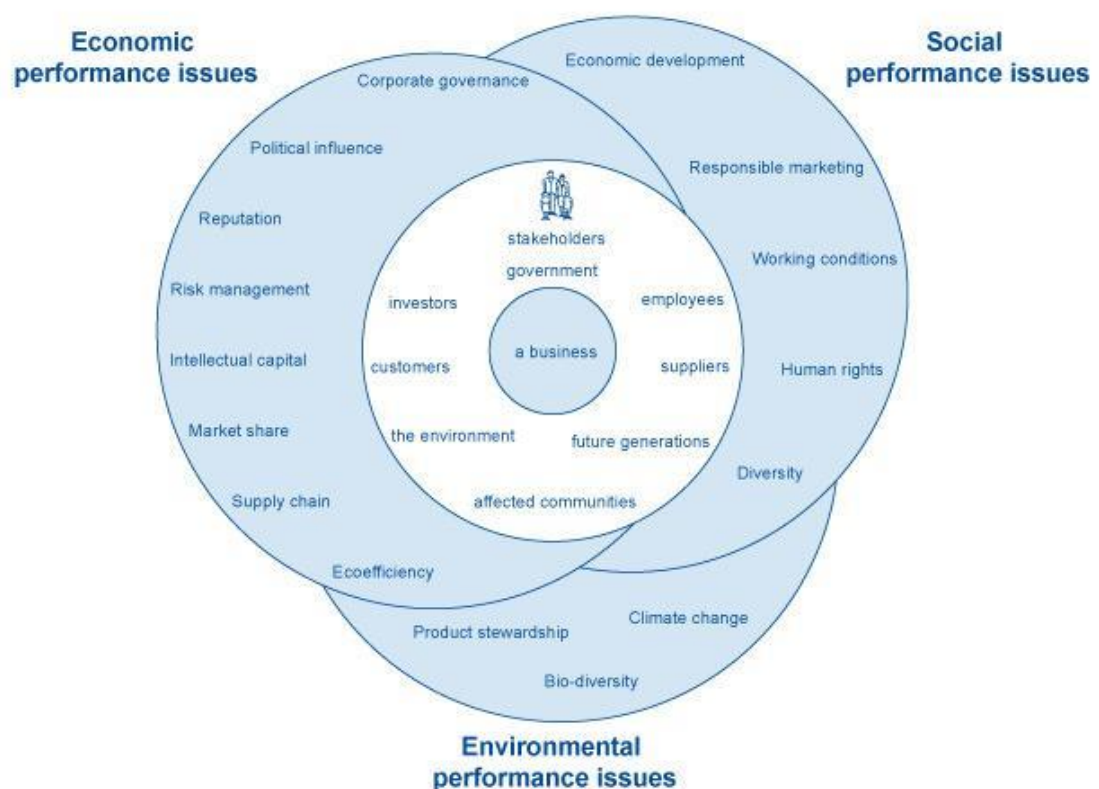 Economic
performance issues
Social
performance issues
Economic development
Corporate governance
Political influence
Responsible marketing
Reputation
stakeholders
Working conditions
government
Risk management
investors
employees
a business
Intellectual capital
customers
suppliers
Human rights
Market share
the environment
future generations
Diversity
Supply chain
affected communities
Ecoefficiency
Climate change
Product stewardship
Bio-diversity
Environmental
performance issues